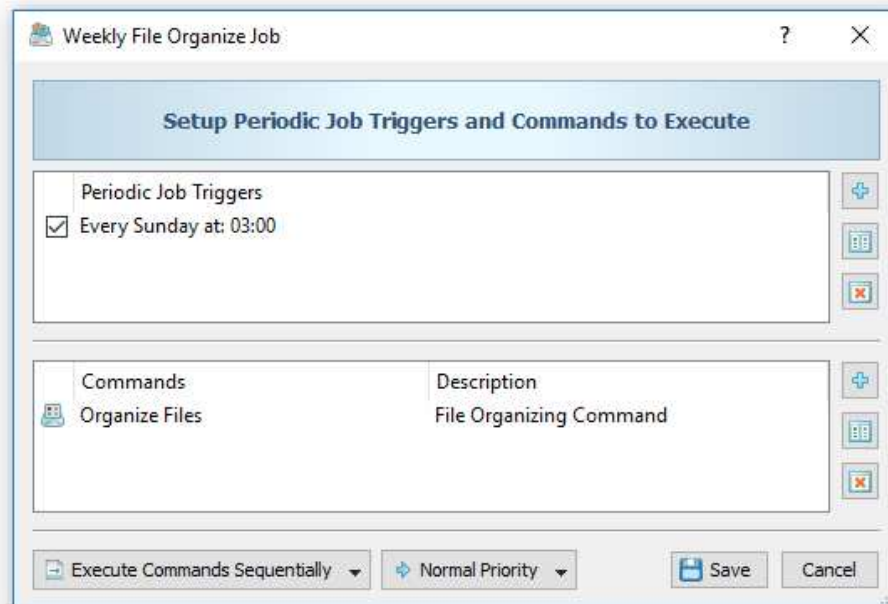 Weekly File Organize Job ?
Setup Periodic Job Triggers and Commands to Execute
Periodic Job Triggers
Every Sunday at: 03:00
Commands Description
Organize Files File Organizing Command
Execute Commands Sequentially Normal Priority Save Cancel